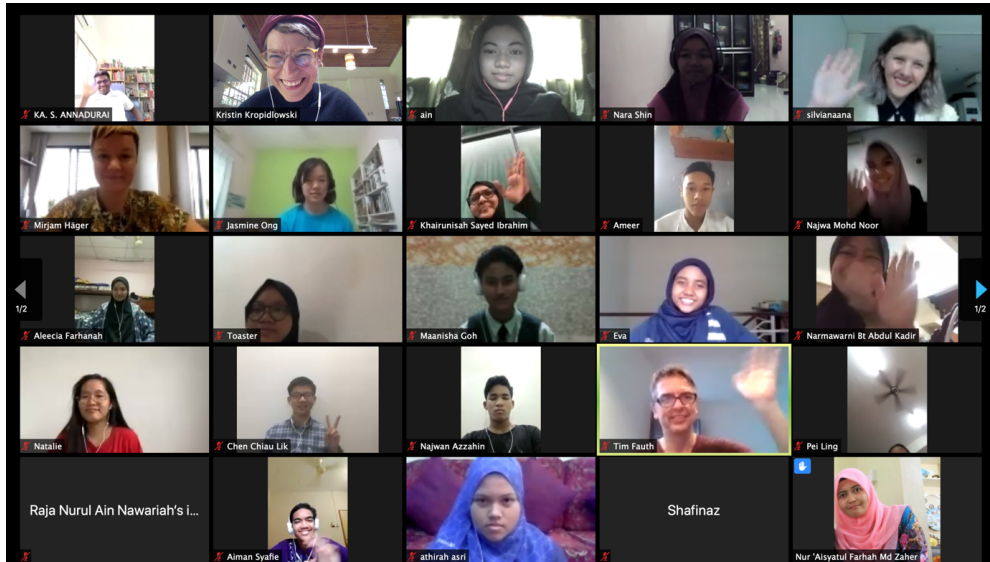 KA. S. ANNADURAI
Kristin Kropidlowski
ain
Nara Shin
silvianaana
Mirjam Häger
Jasmine Ong
Khairunisah Sayed Ibrahim
Ameer
Najwa Mohd Noor
1/2
Aleecia Farhanah
Toaster
Maanisha Goh
Eva
Narmawarni Bt Abdul Kadir
1/2
Natalie
Chen Chiau Lik
Najwan Azzahin
Tim Fauth
Pei Ling
Raja Nurul Ain Nawariah's i...
Aiman Syafie
athirah asri
Shafinaz
Nur 'Aisyatul Farhah Md Zaher